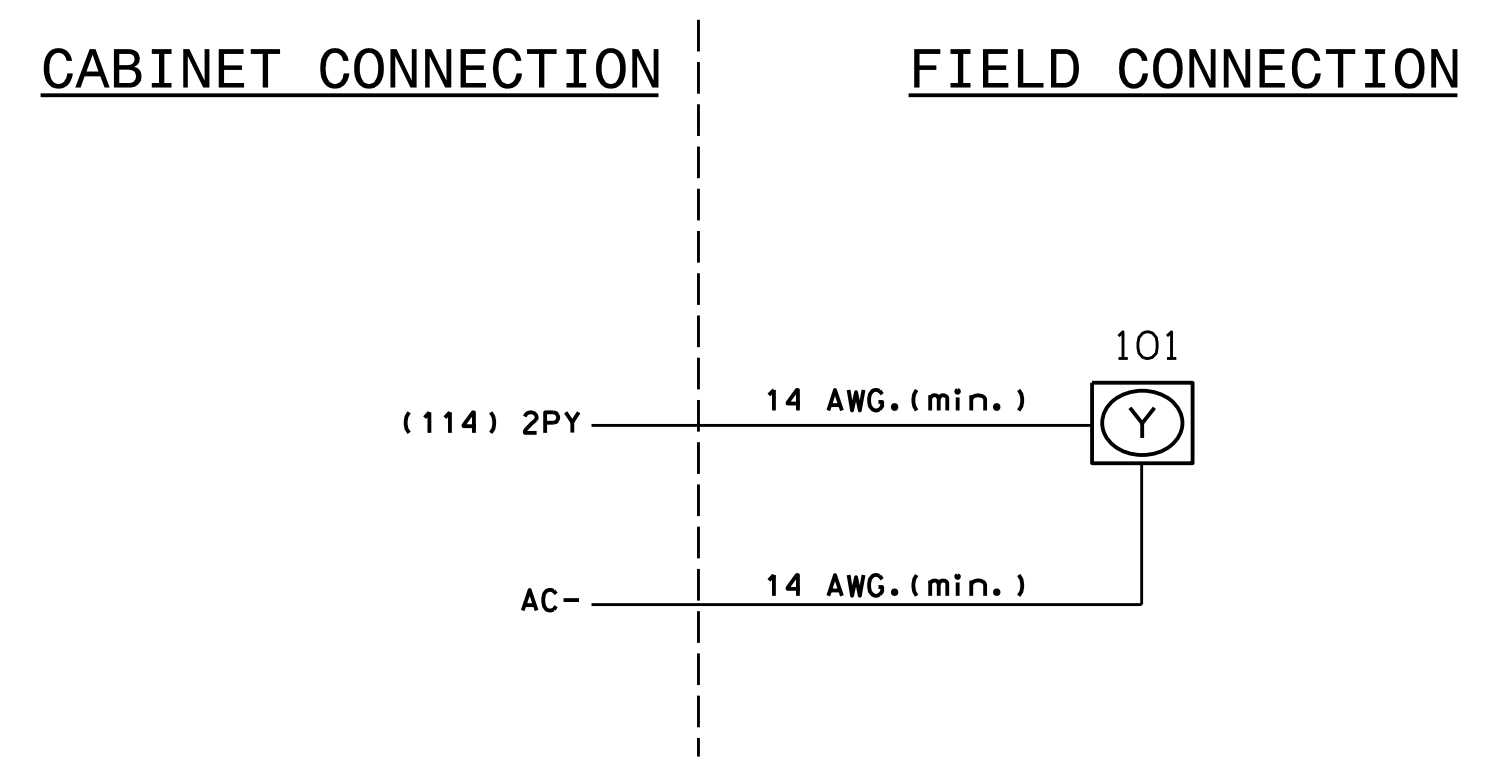 CABINET CONNECTION
FIELD CONNECTION
101
14 AWG.(min.)
(114) 2PY
Y
14 AWG.(min.)
AC-